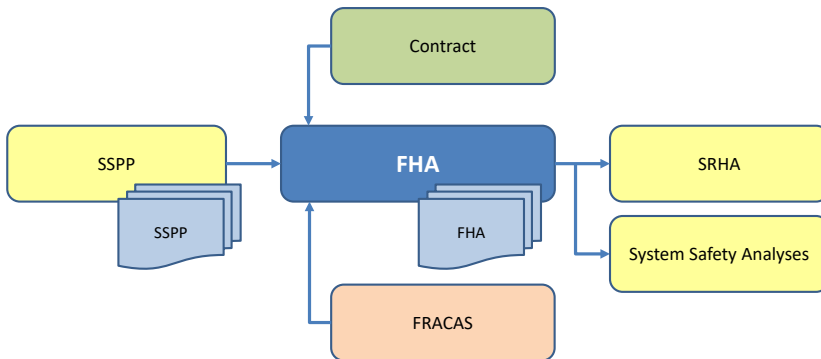 Contract
SSPP
FHA
SRHA
SSPP
FHA
System Safety Analyses
FRACAS